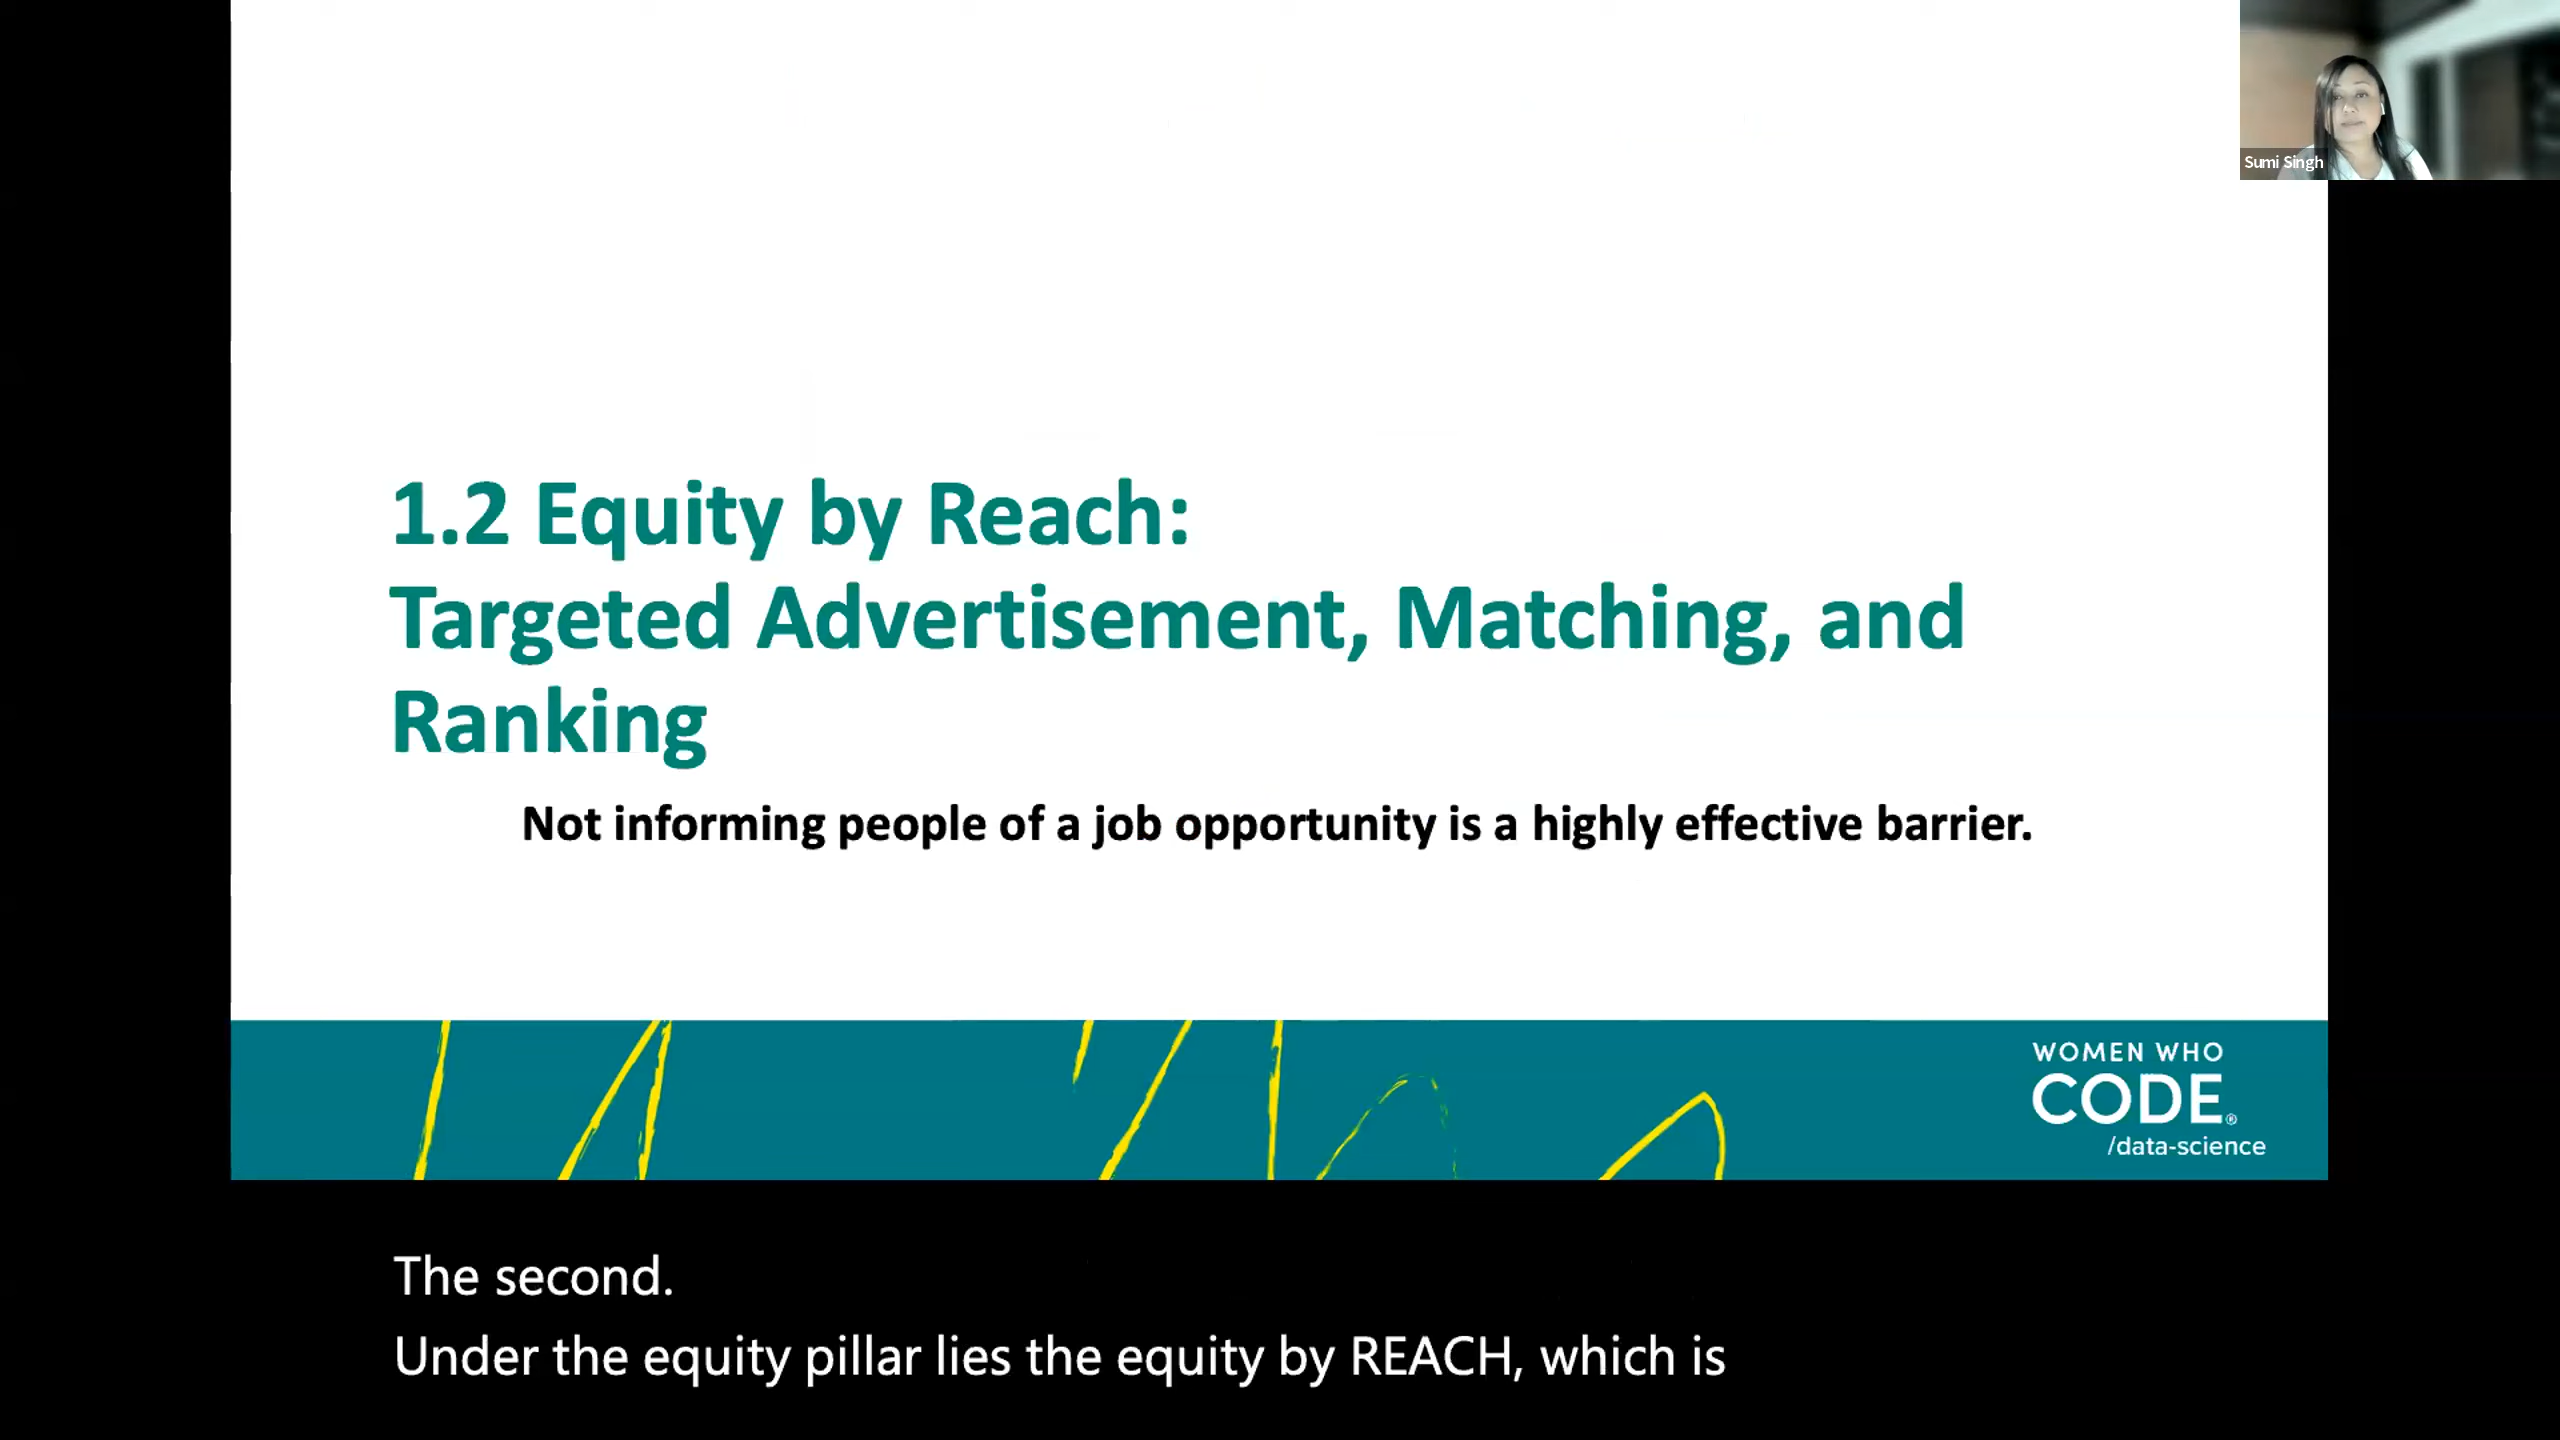 Sumi Singh
1.2 Equity by Reach:
Targeted Advertisement, Matching, and
Ranking
Not informing people of a job opportunity is a highly effective barrier.
WOMEN WHO
CODE®
/data-science
The second.
Under the equity pillar lies the equity by REACH, which is